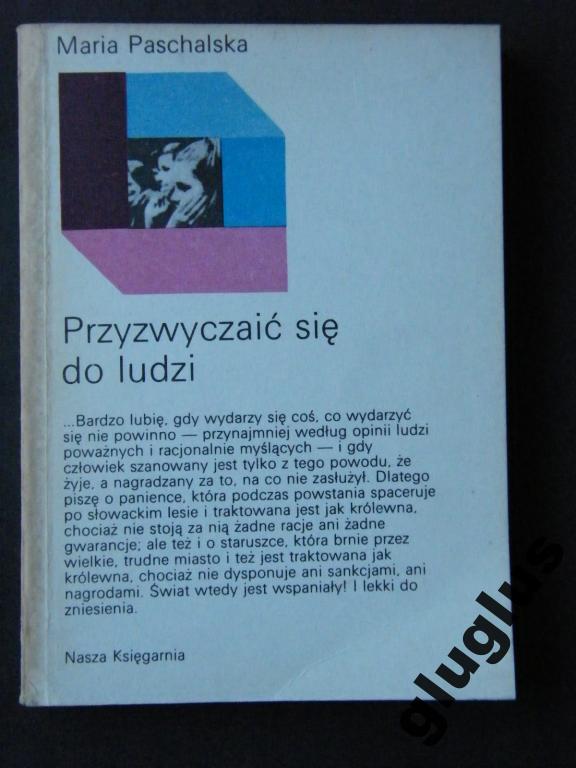 Maria Paschalska
Przyzwyczaić się
do ludzi
...Bardzo lubię, gdy wydarzy się coś, co wydarzyć
się nie powinno — przynajmniej według opinii ludzi
poważnych i racjonalnie myślących — i gdy
człowiek szanowany jest tylko z tego powodu, że
żyje, a nagradzany za to, na co nie zasłużył. Dlatego
piszę o panience, która podczas powstania spaceruje
po słowackim lesie i traktowana jest jak królewna,
chociaż nie stoją za nią żadne racje ani żadne
gwarancje; ale też i o staruszce, która brnie przez
wielkie, trudne miasto i też jest traktowana jak
królewna, chociaż nie dysponuje ani sankcjami, ani
nagrodami. Świat wtedy jest wspaniały! I lekki do
zniesienia.
Nasza Księgarnia
gluglus